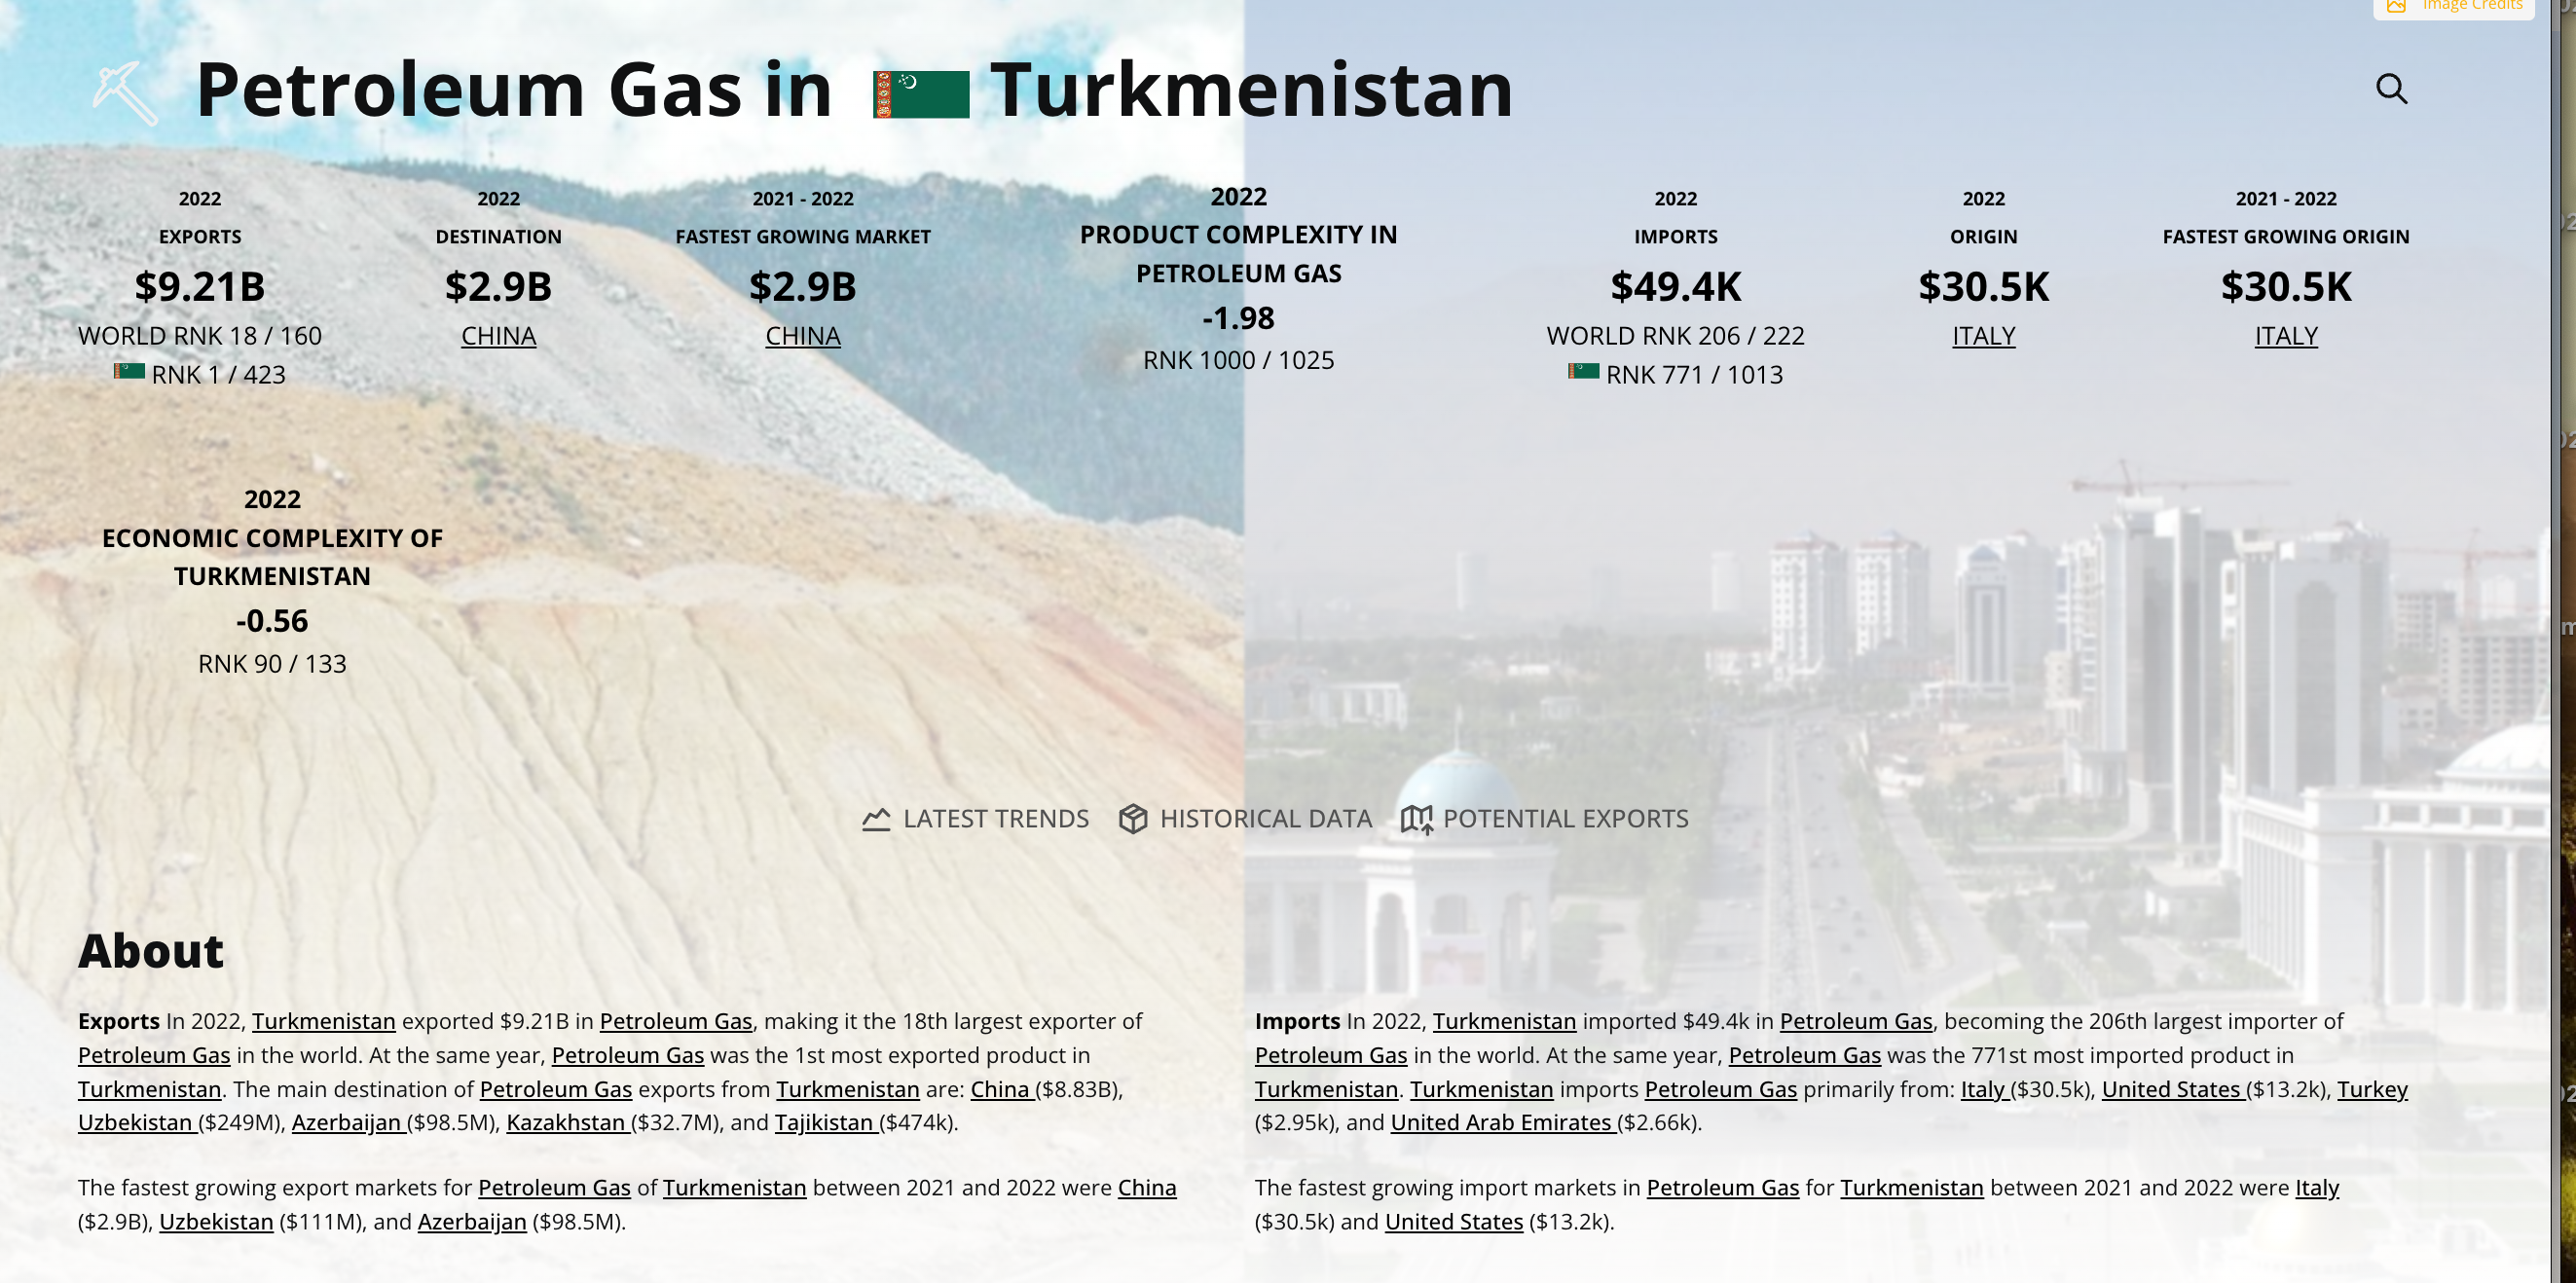 Image Credits
Petroleum Gas in Turkmenistan
2022
EXPORTS
$9.21B
WORLD RNK 18 / 160
RNK 1 / 423
2022
DESTINATION
$2.9B
CHINA
2021 - 2022
FASTEST GROWING MARKET
$2.9B
CHINA
2022
PRODUCT COMPLEXITY IN
PETROLEUM GAS
-1.98
RNK 1000 / 1025
2022
IMPORTS
$49.4K
WORLD RNK 206 / 222
RNK 771 / 1013
2022
ORIGIN
$30.5K
ITALY
2021 - 2022
FASTEST GROWING ORIGIN
$30.5K
ITALY
2022
ECONOMIC COMPLEXITY OF
TURKMENISTAN
-0.56
RNK 90 / 133
LATEST TRENDS HISTORICAL DATA POTENTIAL EXPORTS
About
Exports In 2022, Turkmenistan exported $9.21B in Petroleum Gas, making it the 18th largest exporter of
Petroleum Gas in the world. At the same year, Petroleum Gas was the 1st most exported product in
Turkmenistan. The main destination of Petroleum Gas exports from Turkmenistan are: China ($8.83B),
Uzbekistan ($249M), Azerbaijan ($98.5M), Kazakhstan ($32.7M), and Tajikistan ($474k).
The fastest growing export markets for Petroleum Gas of Turkmenistan between 2021 and 2022 were China
($2.9B), Uzbekistan ($111M), and Azerbaijan ($98.5M).
Imports In 2022, Turkmenistan imported $49.4k in Petroleum Gas, becoming the 206th largest importer of
Petroleum Gas in the world. At the same year, Petroleum Gas was the 771st most imported product in
Turkmenistan. Turkmenistan imports Petroleum Gas primarily from: Italy ($30.5k), United States ($13.2k), Turkey
($2.95k), and United Arab Emirates ($2.66k).
The fastest growing import markets in Petroleum Gas for Turkmenistan between 2021 and 2022 were Italy
($30.5k) and United States ($13.2k).